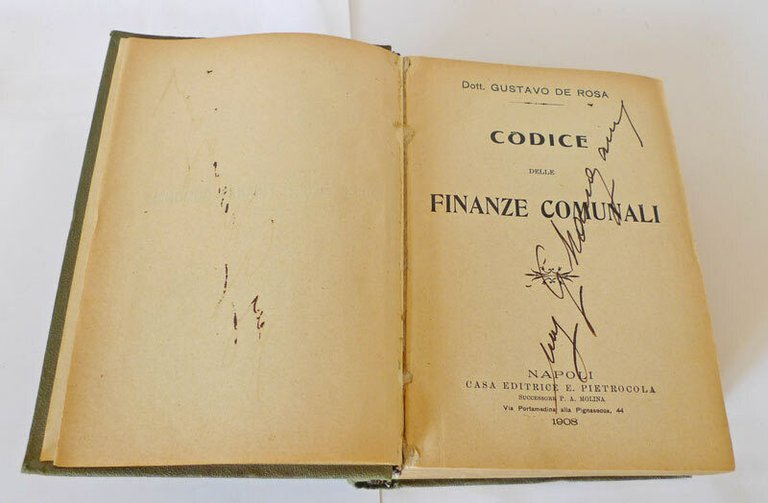 Dott. GUSTAVO DE ROSA
CODICE
DELLE
FINANZE COMUNALI
NAPOLI
CASA EDITRICE E. PIETROCOLA
SUCCESSORE P. A. MOLINA
Via Portamedina alla Pignasecca, 44
1908